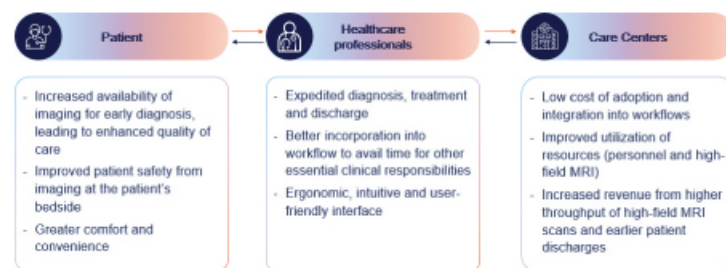 Patient
- Increased availability of
imaging for early diagnosis,
leading to enhanced quality of
care
- Improved patient safety from
imaging at the patient's
bedside
- Greater comfort and
convenience
Healthcare
professionals
- Expedited diagnosis, treatment
and discharge
- Better incorporation into
workflow to avail time for other
essential clinical responsibilities
- Ergonomic, intuitive and user-
friendly interface
Care Centers
- Low cost of adoption and
integration into workflows
- Improved utilization of
resources (personnel and high-
field MRI)
- Increased revenue from higher
throughput of high-field MRI
scans and earlier patient
discharges